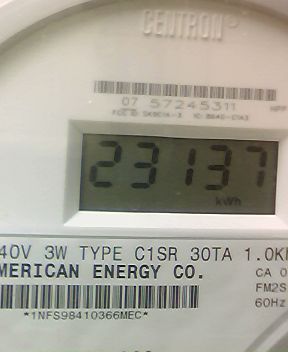 CENTRON
07 57245311
23137
kWh
40V 3W TYPE C1SR 30TA 1.0K
MERICAN ENERGY CO.
CA 0
FM2S
60Hz
*1NFS98410366MEC*